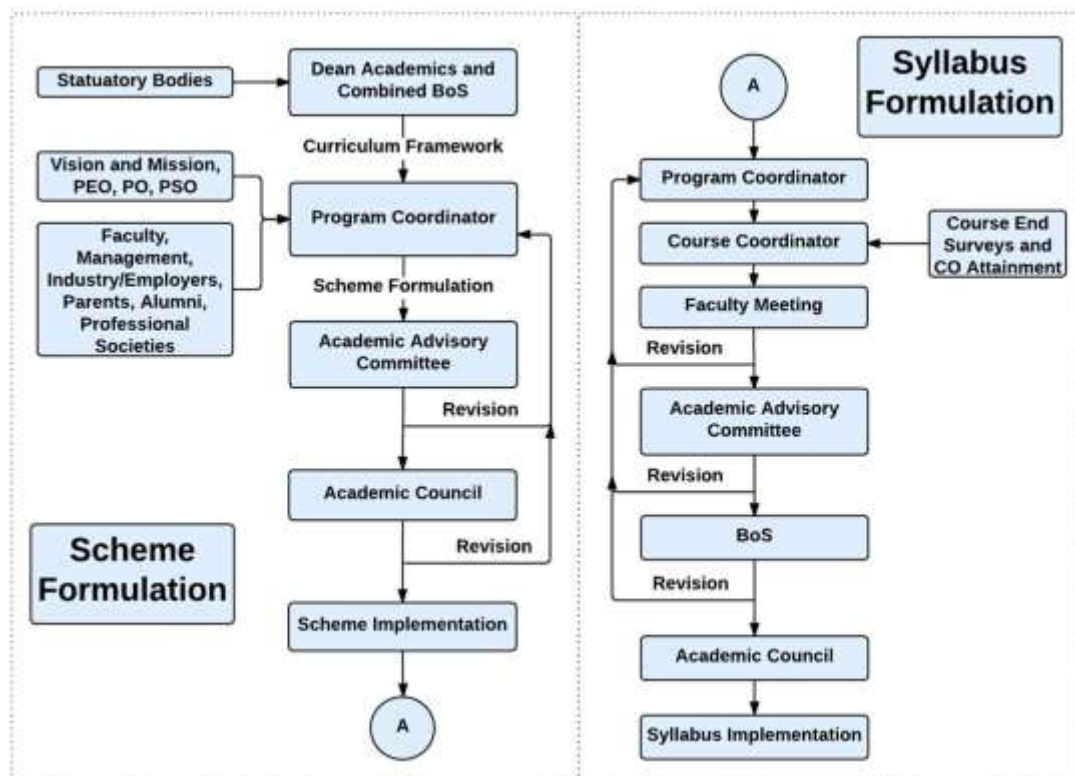 Statuatory Bodies
Dean Academics and
Combined BoS
Curriculum Framework
Vision and Mission,
PEO, PO, PSO
Program Coordinator
Faculty,
Management,
Industry/Employers,
Parents, Alumni,
Professional
Societies
Scheme Formulation
Academic Advisory
Committee
Revision
Academic Council
Revision
Scheme
Formulation
Scheme Implementation
A
A
Syllabus
Formulation
Program Coordinator
Course Coordinator
Course End
Surveys and
CO Attainment
Faculty Meeting
Revision
Academic Advisory
Committee
Revision
BoS
Revision
Academic Council
Syllabus Implementation